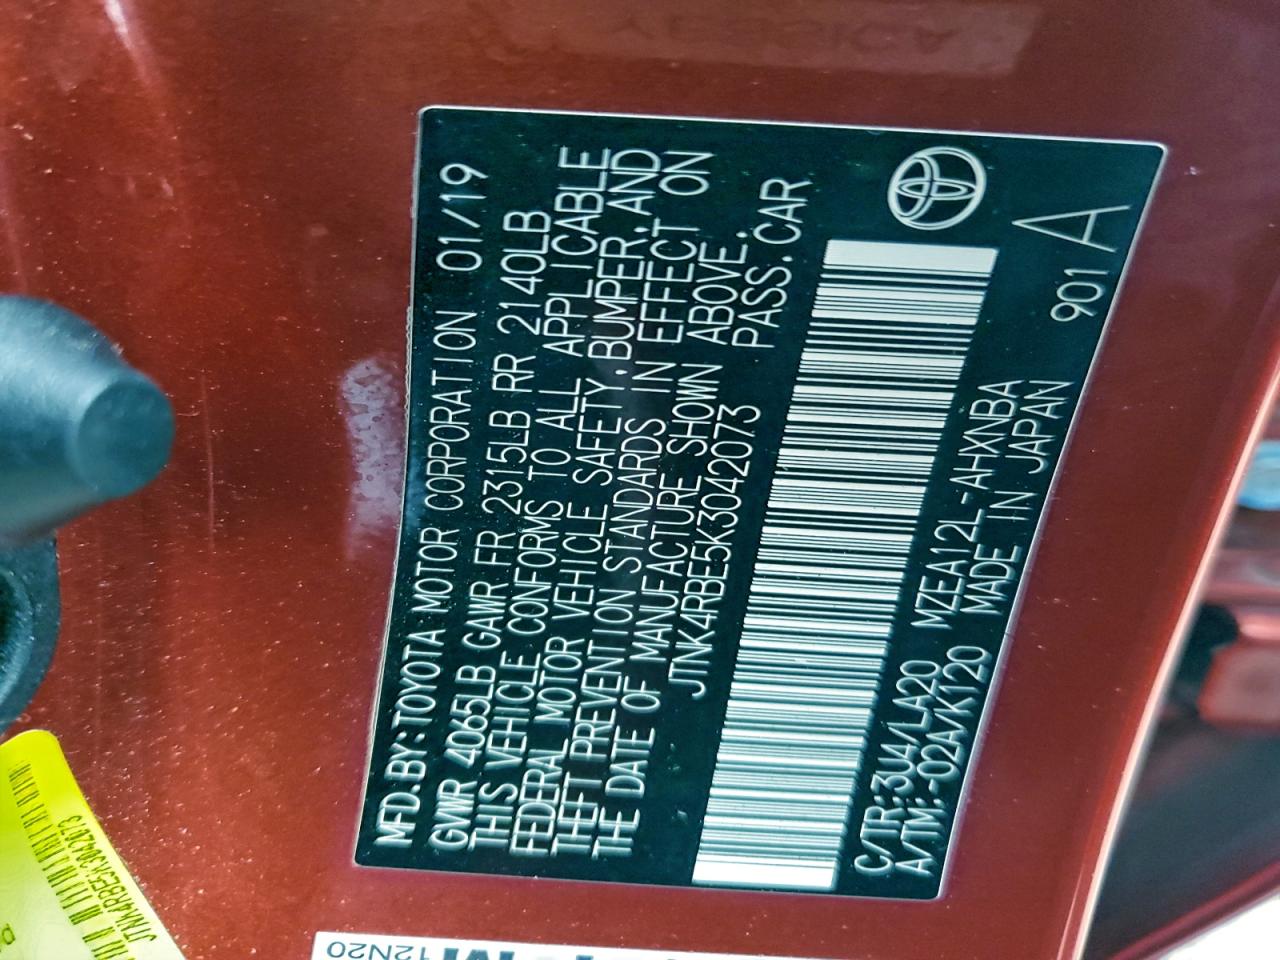 MFD.BY:TOYOTA MOTOR CORPORATION 01/19
GVWR 4065LB GAWR FR 2315LB RR 2140LB
THIS VEHICLE CONFORMS TO ALL APPLICABLE
FEDERAL MOTOR VEHICLE SAFETY,BUMPER,AND
THEFT PREVENTION STANDARDS IN EFFECT ON
THE DATE OF MANUFACTURE SHOWN ABOVE.
JTNK4RBE5K3042073 PASS.CAR
C/TR:3U4/LA20 MZEA12L-AHXNBA
A/TM:-02A/K120 MADE IN JAPAN
901 A
JTNK4RBE5K3042073
12N20